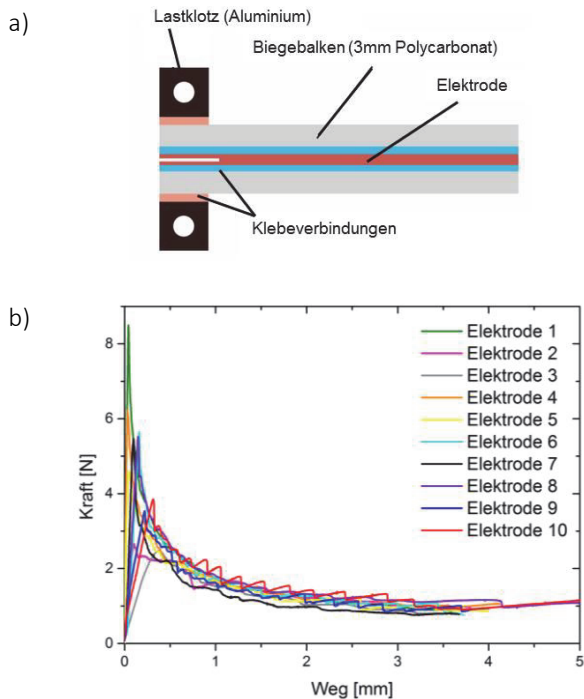 a)
Lastklotz (Aluminium)
Biegebalken (3mm Polycarbonat)
Elektrode
Klebeverbindungen
b)
Kraft [N]
8
6
4
2
0
0
1
2
3
4
5
Weg [mm]
Elektrode 1
Elektrode 2
Elektrode 3
Elektrode 4
Elektrode 5
Elektrode 6
Elektrode 7
Elektrode 8
Elektrode 9
Elektrode 10